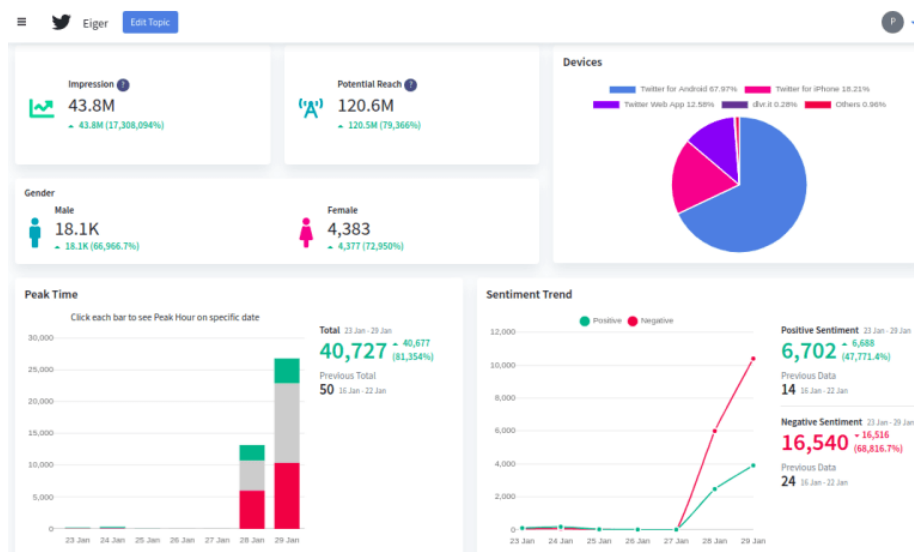 Eiger
Edit Topic
P
Impression !
43.8M
43.8M (17,308,094%)
Potential Reach !
120.6M
120.5M (79,366%)
Devices
Twitter for Android 67.97%
Twitter for iPhone 18.21%
Twitter Web App 12.58%
dlvr.it 0.28%
Others 0.96%
Gender
Male
18.1K
18.1K (66,966.7%)
Female
4,383
4,377 (72,950%)
Peak Time
Click each bar to see Peak Hour on specific date
30,000
25,000
20,000
15,000
10,000
5,000
0
23 Jan 24 Jan 25 Jan 26 Jan 27 Jan 28 Jan 29 Jan
Total 23 Jan - 29 Jan
40,727 40,677
(81,354%)
Previous Total
50 16 Jan - 22 Jan
Sentiment Trend
Positive Negative
12,000
10,000
8,000
6,000
4,000
2,000
0
23 Jan 24 Jan 25 Jan 26 Jan 27 Jan 28 Jan 29 Jan
Positive Sentiment 23 Jan - 29 Jan
6,702 6,688
(47,771.4%)
Previous Data
14 16 Jan - 22 Jan
Negative Sentiment 23 Jan - 29 Jan
16,540 16,516
(68,816.7%)
Previous Data
24 16 Jan - 22 Jan